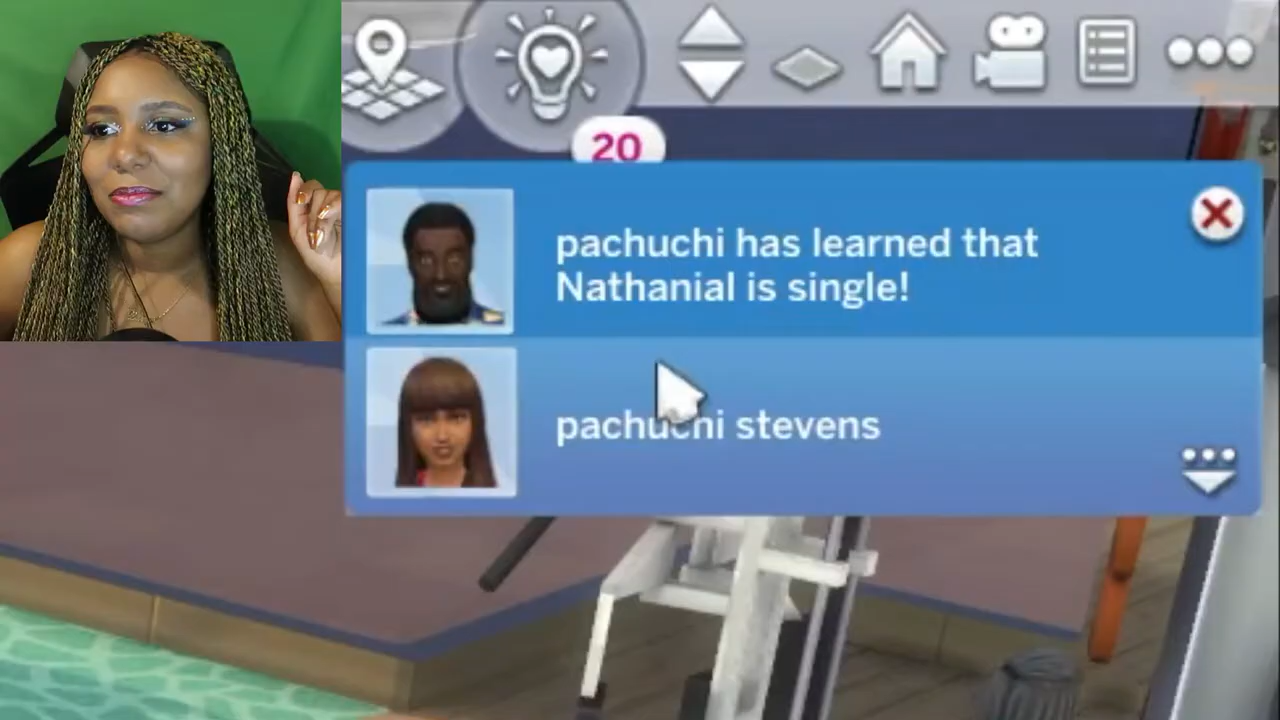 20
pachuchi has learned that
Nathanial is single!
pachuchi stevens